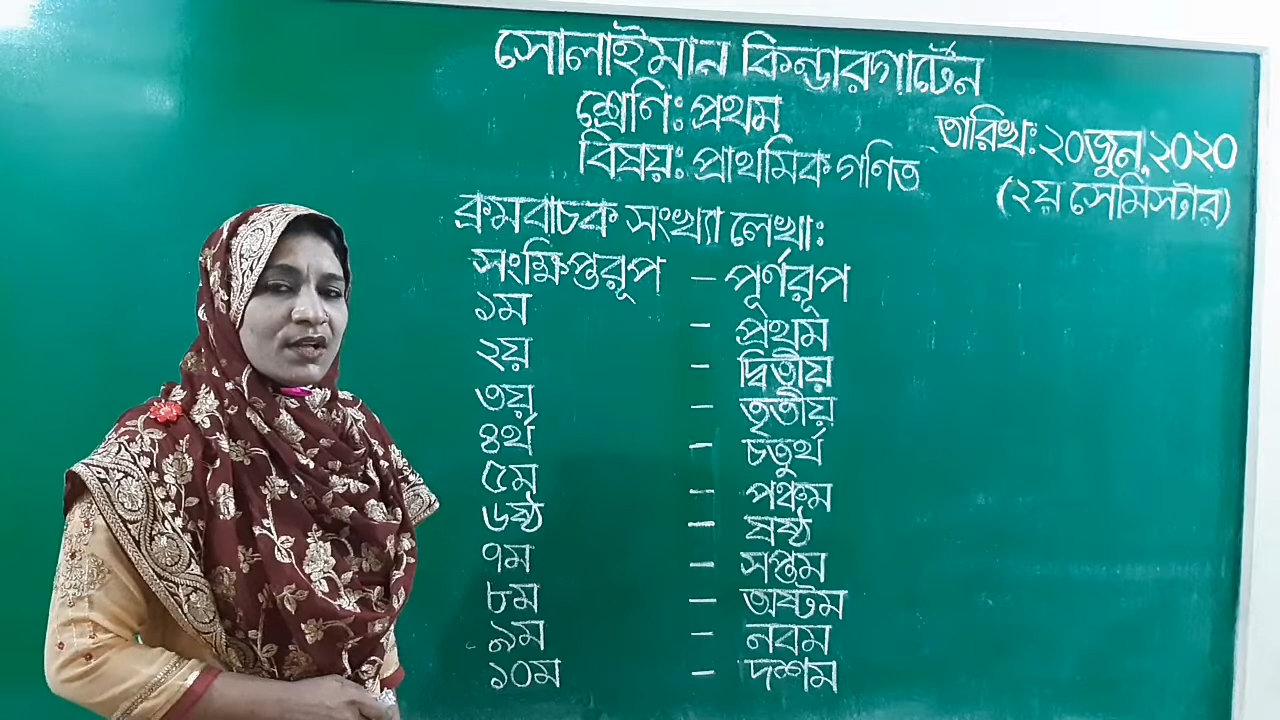 সোলাইমান কিন্ডারগার্টেন
শ্রেণিঃ প্রথম
বিষয়ঃ প্রাথমিক গণিত
তারিখঃ ২০ জুন, ২০২০
(২য় সেমিস্টার)
ক্রমবাচক সংখ্যা লেখাঃ
সংক্ষিপ্তরূপ – পূর্ণরূপ
১ম – প্রথম
২য় – দ্বিতীয়
৩য় – তৃতীয়
৪র্থ – চতুর্থ
৫ম – পঞ্চম
৬ষ্ঠ – ষষ্ঠ
৭ম – সপ্তম
৮ম – অষ্টম
৯ম – নবম
১০ম – দশম